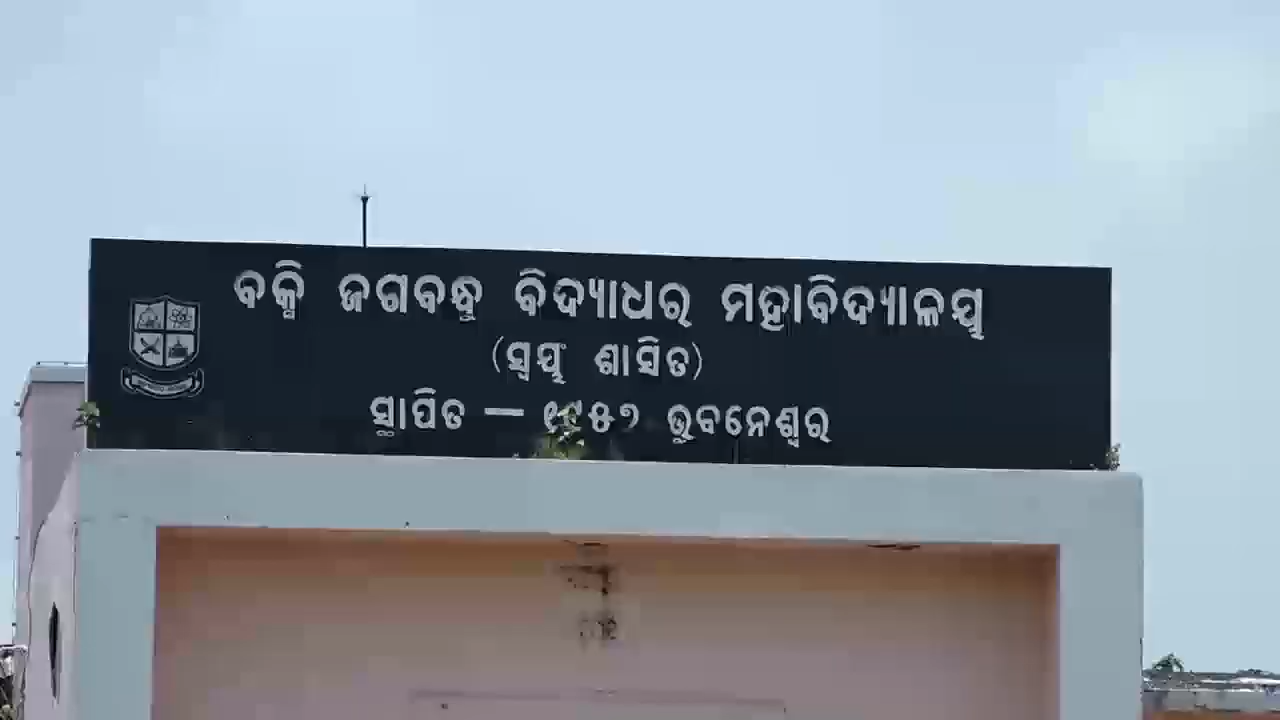 ବକ୍ସି ଜଗବନ୍ଧୁ ବିଦ୍ୟାଧର ମହାବିଦ୍ୟାଳୟ
(ସ୍ୱୟଂ ଶାସିତ)
ସ୍ଥାପିତ — ୧୯୫୭ ଭୁବନେଶ୍ୱର